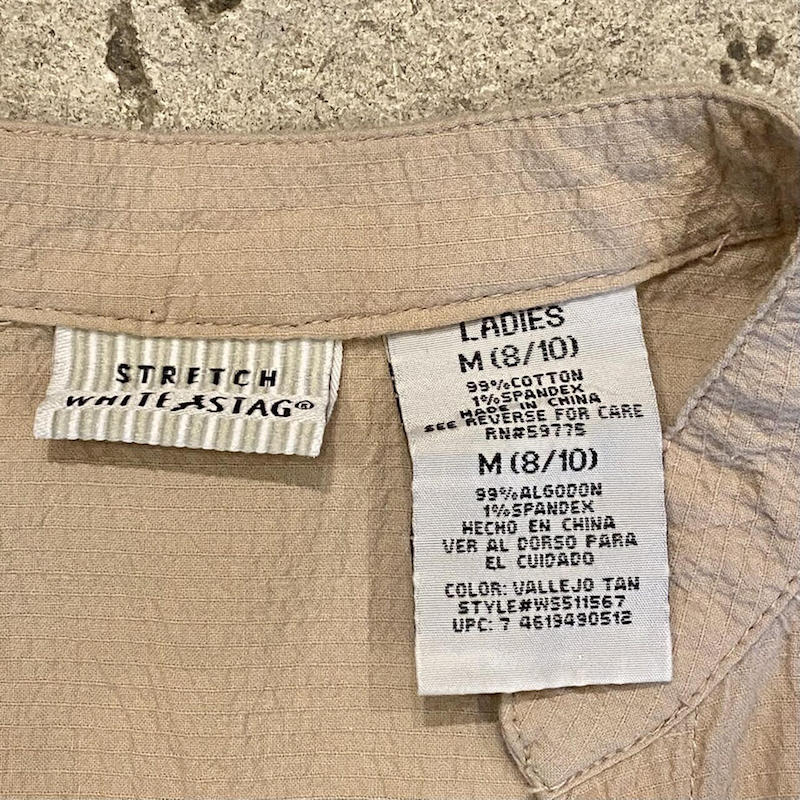 STRETCH
WHITE STAG®
LADIES
M (8/10)
99%COTTON
1%SPANDEX
MADE IN CHINA
SEE REVERSE FOR CARE
RN#59775
M (8/10)
99%ALGODON
1%SPANDEX
HECHO EN CHINA
VER AL DORSO PARA
EL CUIDADO
COLOR: VALLEJO TAN
STYLE#WS511567
UPC: 7 4619490512